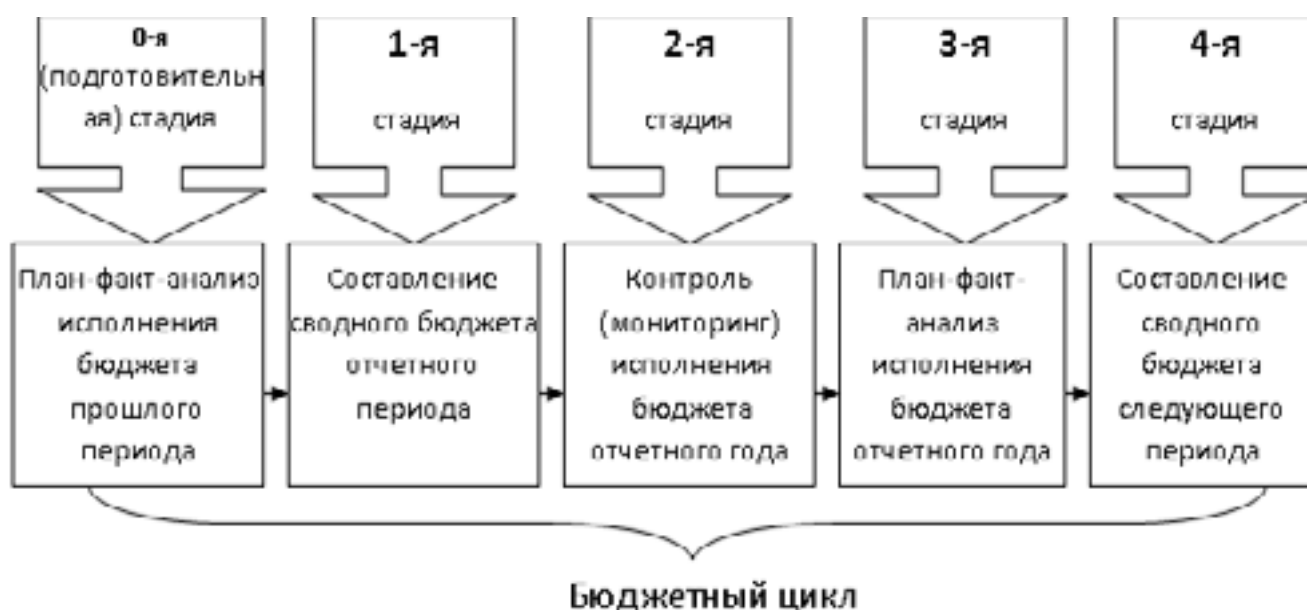 0-я
(подготовительн
ая) стадия
1-я
стадия
2-я
стадия
3-я
стадия
4-я
стадия
План-факт-анализ
исполнения
бюджета
прошлого
периода
Составление
сводного бюджета
отчетного
периода
Контроль
(мониторинг)
исполнения
бюджета
отчетного года
План-факт-
анализ
исполнения
бюджета
отчетного года
Составление
сводного
бюджета
следующего
периода
Бюджетный цикл